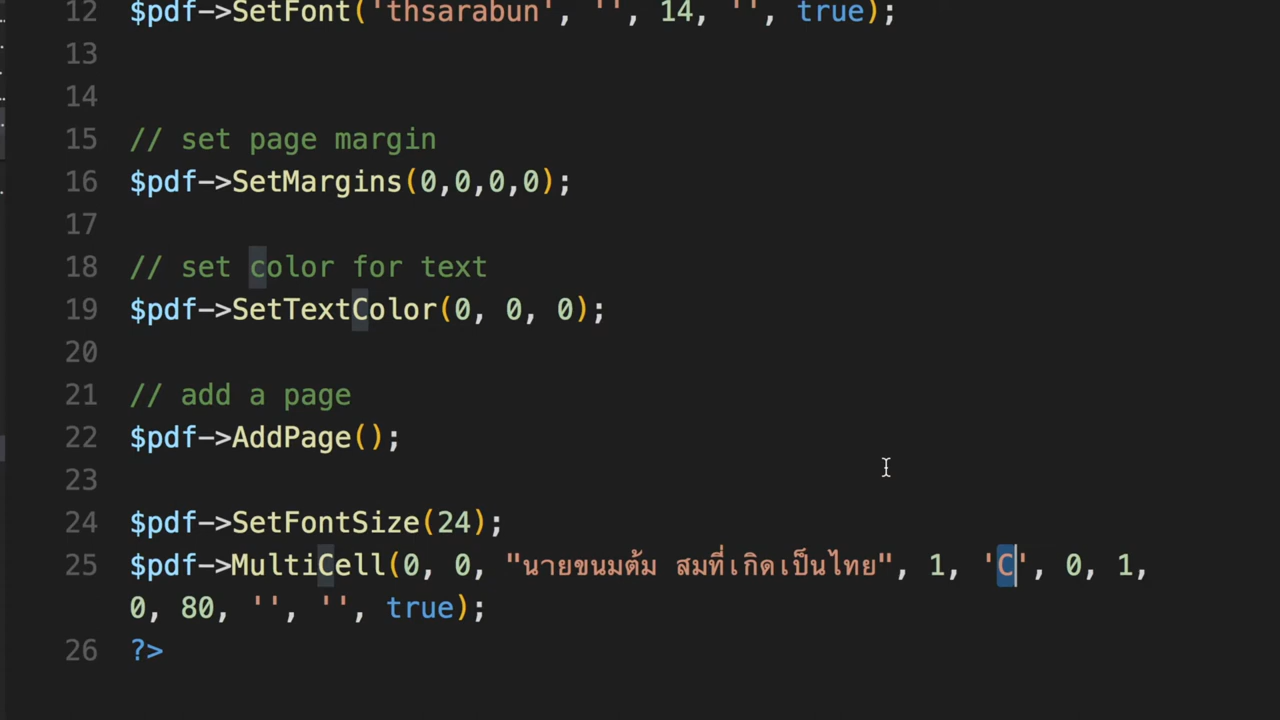 12 $pdf->SetFont('thsarabun', '', 14, '', true);
13
14
15 // set page margin
16 $pdf->SetMargins(0,0,0,0);
17
18 // set color for text
19 $pdf->SetTextColor(0, 0, 0);
20
21 // add a page
22 $pdf->AddPage();
23
24 $pdf->SetFontSize(24);
25 $pdf->MultiCell(0, 0, "นายขนมต้ม สมที่เกิดเป็นไทย", 1, 'C', 0, 1,
0, 80, '', '', true);
26 ?>